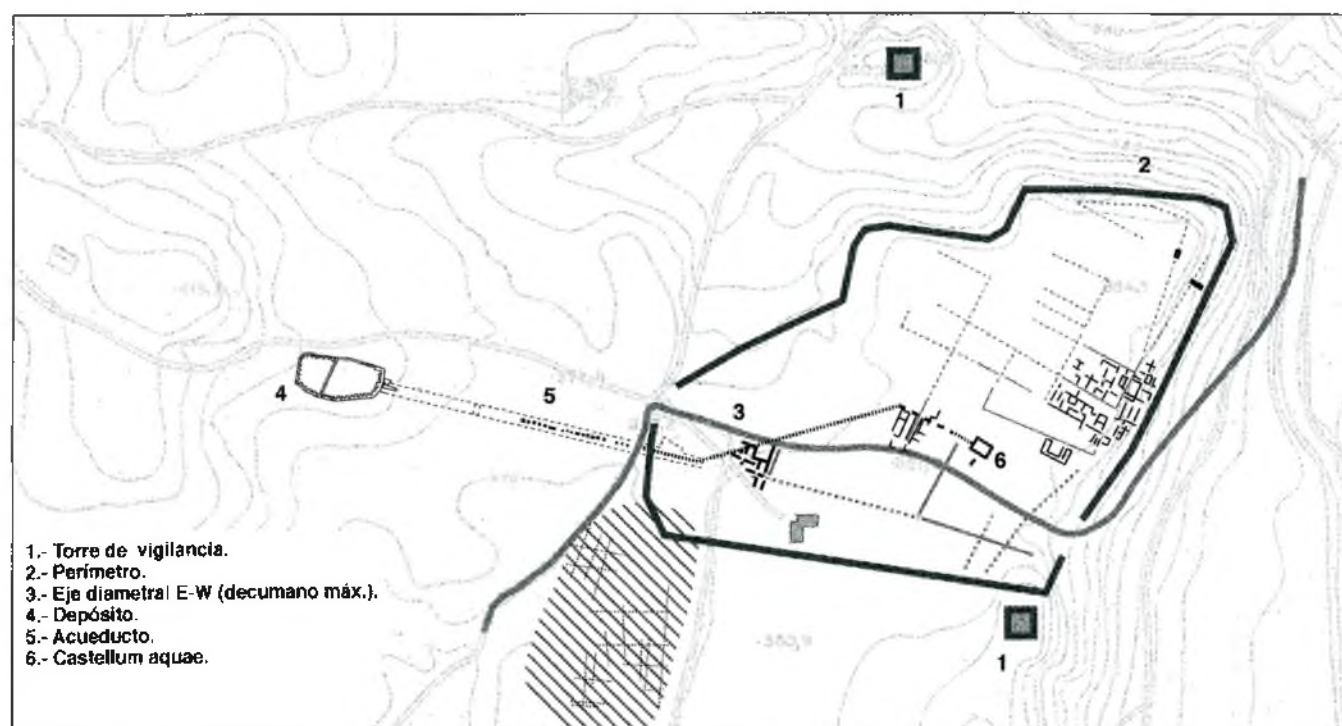 1
2
3
4
5
6
1
1.- Torre de vigilancia.
2.- Perímetro.
3.- Eje diametral E-W (decumano máx.).
4.- Depósito.
5.- Acueducto.
6.- Castellum aquae.